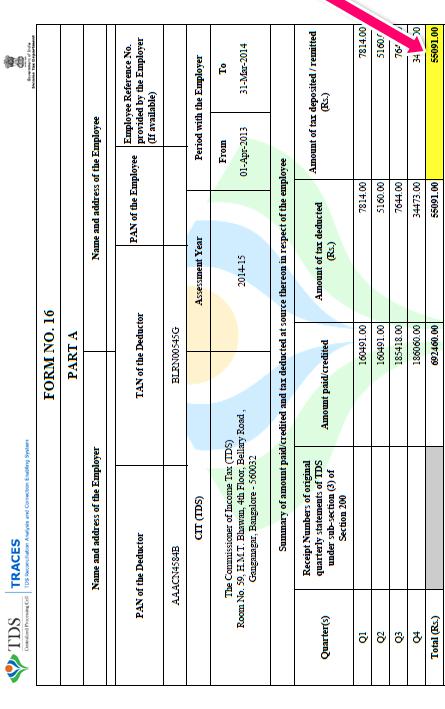 TDS
Centralized Processing Cell
TRACES
TDS Reconciliation Analysis and Correction Enabling System
Government of India
Income Tax Department
FORM NO. 16
PART A
Name and address of the Employer
Name and address of the Employee
PAN of the Deductor
TAN of the Deductor
PAN of the Employee
Employee Reference No.
provided by the Employer
(If available)
AAACN4584B
BLRN00545G
CIT (TDS)
Assessment Year
Period with the Employer
The Commissioner of Income Tax (TDS)
Room No. 59, H.M.T. Bhawan, 4th Floor, Bellary Road ,
Ganganagar, Bangalore - 560032
2014-15
From
To
01-Apr-2013
31-Mar-2014
Summary of amount paid/credited and tax deducted at source thereon in respect of the employee
Quarter(s)
Receipt Numbers of original
quarterly statements of TDS
under sub-section (3) of
Section 200
Amount paid/credited
Amount of tax deducted
(Rs.)
Amount of tax deposited / remitted
(Rs.)
Q1 160491.00 7814.00 7814.00
Q2 160491.00 5160.00
Q3 185418.00 7644.00
Q4 186060.00 34473.00
Total (Rs.) 692460.00 55091.00 55091.00